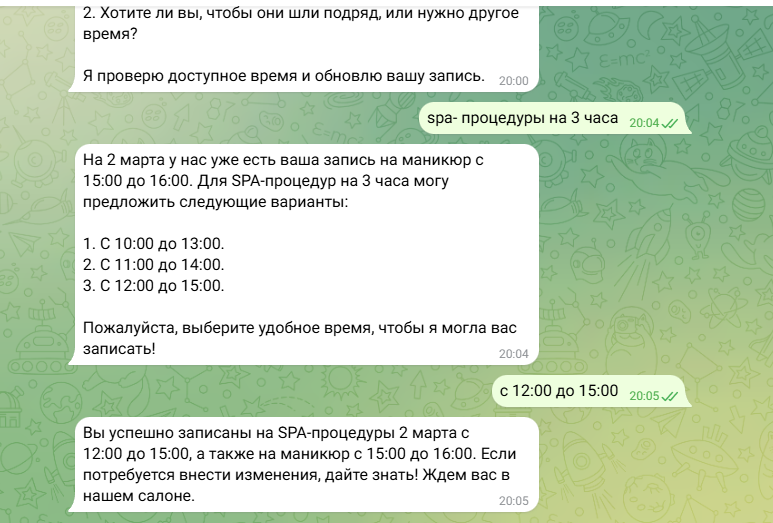 2. Хотите ли вы, чтобы они шли подряд, или нужно другое
время?
Я проверю доступное время и обновлю вашу запись. 20:00
spa- процедуры на 3 часа 20:04
На 2 марта у нас уже есть ваша запись на маникюр с
15:00 до 16:00. Для SPA-процедур на 3 часа могу
предложить следующие варианты:
1. С 10:00 до 13:00.
2. С 11:00 до 14:00.
3. С 12:00 до 15:00.
Пожалуйста, выберите удобное время, чтобы я могла вас
записать! 20:04
с 12:00 до 15:00 20:05
Вы успешно записаны на SPA-процедуры 2 марта с
12:00 до 15:00, а также на маникюр с 15:00 до 16:00. Если
потребуется внести изменения, дайте знать! Ждем вас в
нашем салоне. 20:05